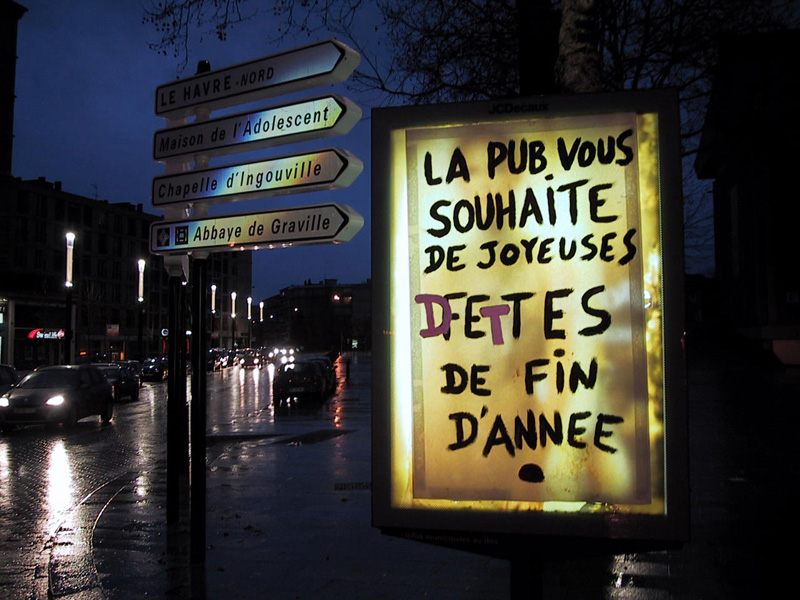 LE HAVRE-NORD
Maison de l'Adolescent
Chapelle d'Ingouville
Abbaye de Graville
JCDecaux
LA PUB VOUS
SOUHAITE
DE JOYEUSES
DFETTES
DE FiN
D'ANNEE